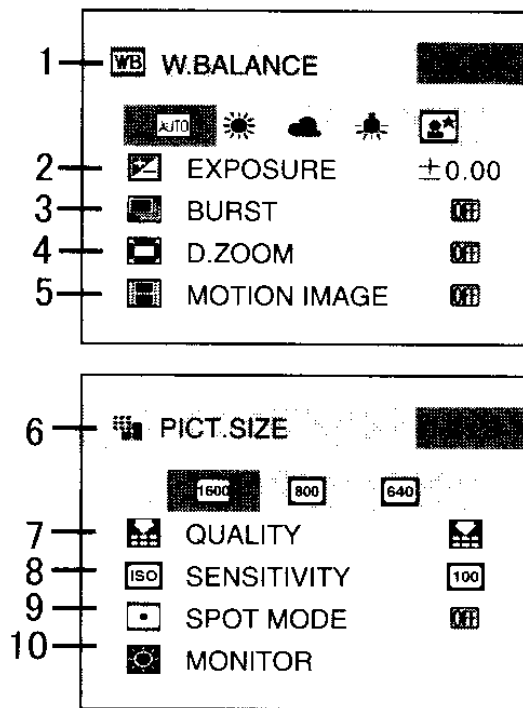 1 WB W.BALANCE
AUTO
2 EXPOSURE ±0.00
3 BURST Off
4 D.ZOOM Off
5 MOTION IMAGE Off
6 PICT.SIZE
1600 800 640
7 QUALITY
8 ISO SENSITIVITY 100
9 SPOT MODE Off
10 MONITOR